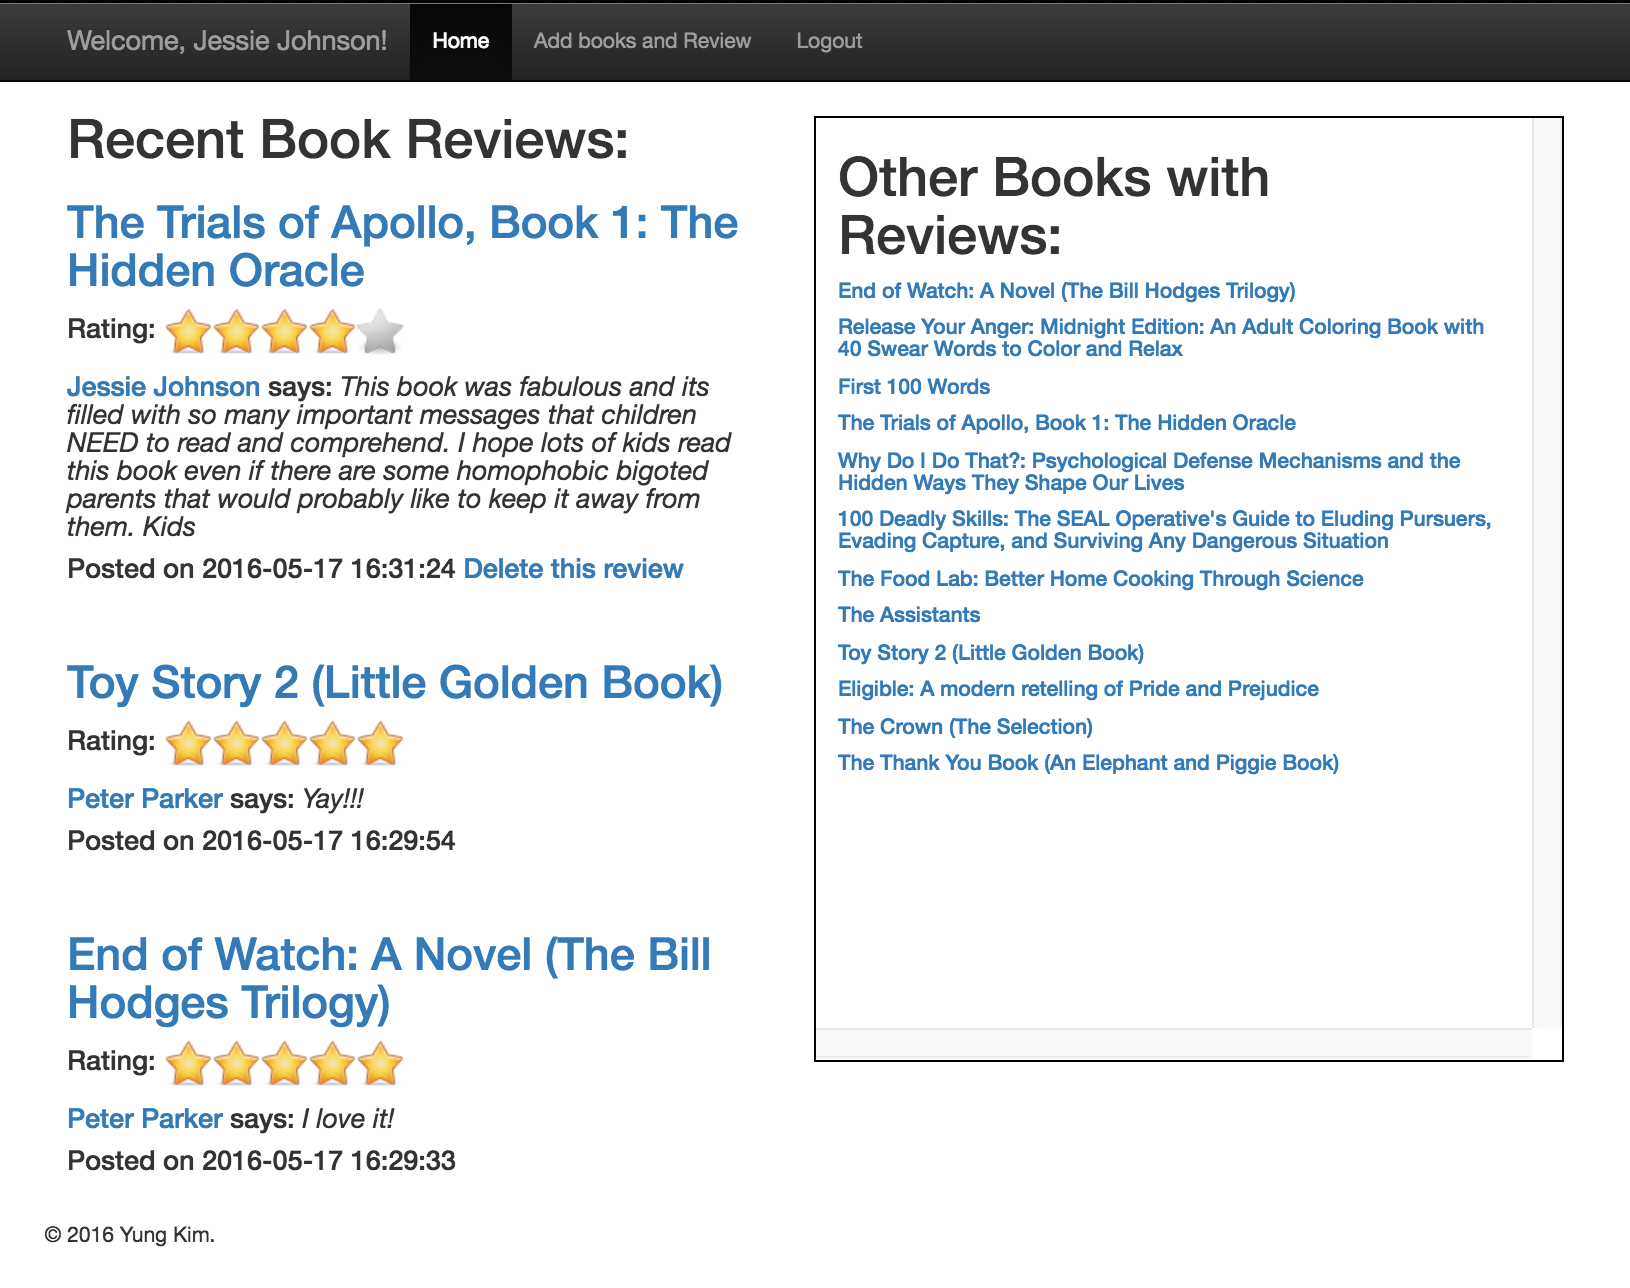 Welcome, Jessie Johnson! Home Add books and Review Logout
Recent Book Reviews:
The Trials of Apollo, Book 1: The
Hidden Oracle
Rating:
Jessie Johnson says: This book was fabulous and its
filled with so many important messages that children
NEED to read and comprehend. I hope lots of kids read
this book even if there are some homophobic bigoted
parents that would probably like to keep it away from
them. Kids
Posted on 2016-05-17 16:31:24 Delete this review
Toy Story 2 (Little Golden Book)
Rating:
Peter Parker says: Yay!!!
Posted on 2016-05-17 16:29:54
End of Watch: A Novel (The Bill
Hodges Trilogy)
Rating:
Peter Parker says: I love it!
Posted on 2016-05-17 16:29:33
Other Books with
Reviews:
End of Watch: A Novel (The Bill Hodges Trilogy)
Release Your Anger: Midnight Edition: An Adult Coloring Book with
40 Swear Words to Color and Relax
First 100 Words
The Trials of Apollo, Book 1: The Hidden Oracle
Why Do I Do That?: Psychological Defense Mechanisms and the
Hidden Ways They Shape Our Lives
100 Deadly Skills: The SEAL Operative's Guide to Eluding Pursuers,
Evading Capture, and Surviving Any Dangerous Situation
The Food Lab: Better Home Cooking Through Science
The Assistants
Toy Story 2 (Little Golden Book)
Eligible: A modern retelling of Pride and Prejudice
The Crown (The Selection)
The Thank You Book (An Elephant and Piggie Book)
© 2016 Yung Kim.